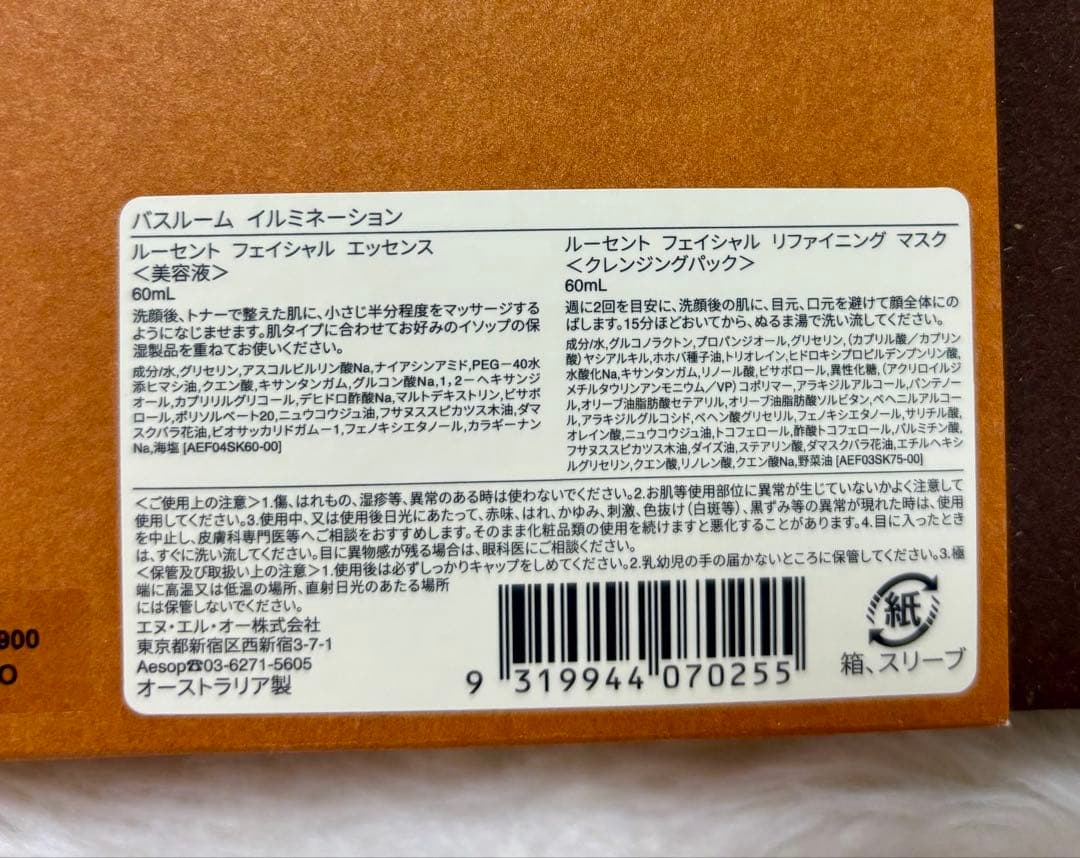 バスルーム イルミネーション
ルーセント フェイシャル エッセンス
＜美容液＞
60mL
洗顔後、トナーで整えた肌に、小さじ半分程度をマッサージする
ようになじませます。肌タイプに合わせてお好みのイソップの保
湿製品を重ねてお使いください。
成分/水,グリセリン,アスコルビルリン酸Na,ナイアシンアミド,PEG－40水
添ヒマシ油,クエン酸,キサンタンガム,グルコン酸Na,1,2－ヘキサンジ
オール,カプリリルグリコール,デヒドロ酢酸Na,マルトデキストリン,ビサボ
ロール,ポリソルベート20,ニュウコウジュ油,フサヌススピカツス木油,ダマ
スクバラ花油,ビオサッカリドガム－1,フェノキシエタノール,カラギーナン
Na,海塩 [AEF04SK60-00]
ルーセント フェイシャル リファイニング マスク
＜クレンジングパック＞
60mL
週に2回を目安に、洗顔後の肌に、目元、口元を避けて顔全体にの
ばします。15分ほどおいてから、ぬるま湯で洗い流してください。
成分/水,グルコノラクトン,プロパンジオール,グリセリン,（カプリル酸／カプリン
酸）ヤシアルキル,ホホバ種子油,トリオレイン,ヒドロキシプロピルデンプンリン酸,
水酸化Na,キサンタンガム,リノール酸,ビサボロール,異性化糖,（アクリロイルジ
メチルタウリンアンモニウム／VP）コポリマー,アラキジルアルコール,パンテノー
ル,オリーブ油脂肪酸セテアリル,オリーブ油脂肪酸ソルビタン,ベヘニルアルコー
ル,アラキジルグルコシド,ベヘン酸グリセリル,フェノキシエタノール,サリチル酸,
オレイン酸,ニュウコウジュ油,トコフェロール,酢酸トコフェロール,パルミチン酸,
フサヌススピカツス木油,ダイズ油,ステアリン酸,ダマスクバラ花油,エチルヘキシ
ルグリセリン,クエン酸,リノレン酸,クエン酸Na,野菜油 [AEF03SK75-00]
＜ご使用上の注意＞1.傷、はれもの、湿疹等、異常のある時は使わないでください。2.お肌等使用部位に異常が生じていないかよく注意して
使用してください。3.使用中、又は使用後日光にあたって、赤味、はれ、かゆみ、刺激、色抜け（白斑等）、黒ずみ等の異常が現れた時は、使用
を中止し、皮膚科専門医等へご相談をおすすめします。そのまま化粧品類の使用を続けますと悪化することがあります。4.目に入ったとき
は、すぐに洗い流してください。目に異物感が残る場合は、眼科医にご相談ください。
＜保管及び取扱い上の注意＞1.使用後は必ずしっかりキャップをしめてください。2.乳幼児の手の届かないところに保管してください。3.極
端に高温又は低温の場所、直射日光のあたる場所
には保管しないでください。
エヌ・エル・オー株式会社
東京都新宿区西新宿3-7-1
Aesop☎03-6271-5605
オーストラリア製
9 319944 070255
紙
箱、スリーブ
900
O